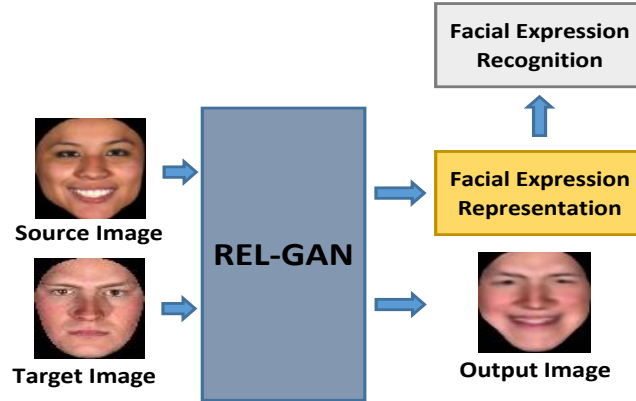 Facial Expression
Recognition
Source Image
REL-GAN
Facial Expression
Representation
Target Image
Output Image